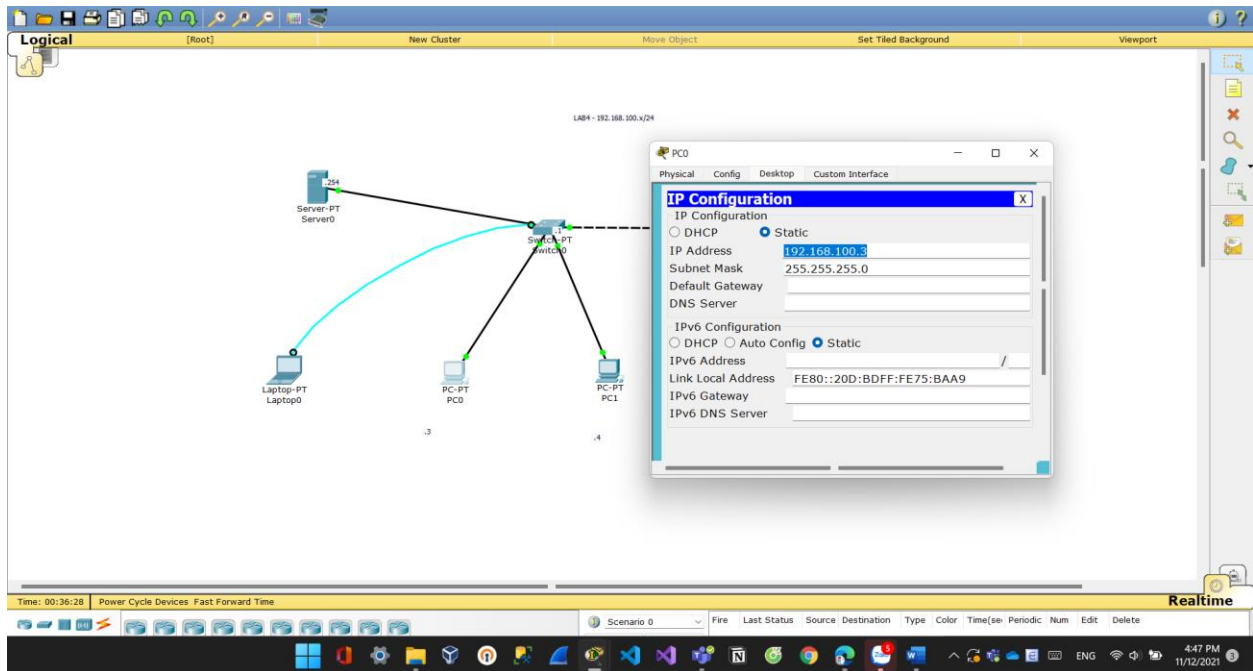 Logical [Root] New Cluster Move Object Set Tiled Background Viewport
LAB4 - 192.168.100.x/24
.254
Server-PT
Server0
.1
Switch-PT
Switch0
Laptop-PT
Laptop0
PC-PT
PC0
PC-PT
PC1
.3
.4
PC0
Physical Config Desktop Custom Interface
IP Configuration X
IP Configuration
DHCP Static
IP Address 192.168.100.3
Subnet Mask 255.255.255.0
Default Gateway
DNS Server
IPv6 Configuration
DHCP Auto Config Static
IPv6 Address /
Link Local Address FE80::20D:BDFF:FE75:BAA9
IPv6 Gateway
IPv6 DNS Server
Time: 00:36:28 Power Cycle Devices Fast Forward Time Realtime
Scenario 0 Fire Last Status Source Destination Type Color Time(se Periodic Num Edit Delete
ENG 4:47 PM
11/12/2021